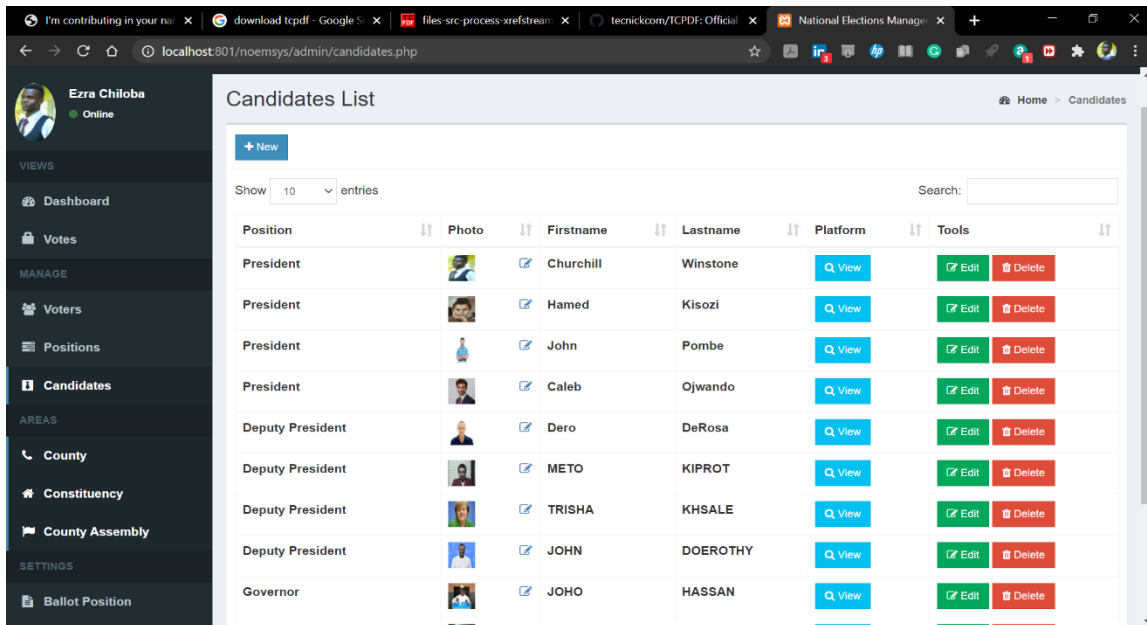 I'm contributing in your nac
download tcpdf - Google S
files-src-process-xrefstream
tecnickcom/TCPDF: Official
National Elections Manage
localhost:801/noemsys/admin/candidates.php
Ezra Chiloba
Online
VIEWS
Dashboard
Votes
MANAGE
Voters
Positions
Candidates
AREAS
County
Constituency
County Assembly
SETTINGS
Ballot Position
Candidates List
Home > Candidates
+ New
Show 10 entries Search:
Position Photo Firstname Lastname Platform Tools
President Churchill Winstone View Edit Delete
President Hamed Kisozi View Edit Delete
President John Pombe View Edit Delete
President Caleb Ojwando View Edit Delete
Deputy President Dero DeRosa View Edit Delete
Deputy President METO KIPROT View Edit Delete
Deputy President TRISHA KHSALE View Edit Delete
Deputy President JOHN DOEROTHY View Edit Delete
Governor JOHO HASSAN View Edit Delete